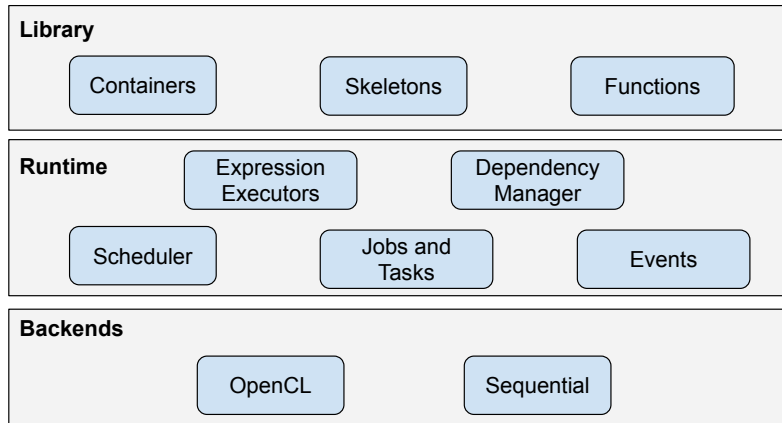 Library
Containers
Skeletons
Functions
Runtime
Expression
Executors
Dependency
Manager
Scheduler
Jobs and
Tasks
Events
Backends
OpenCL
Sequential